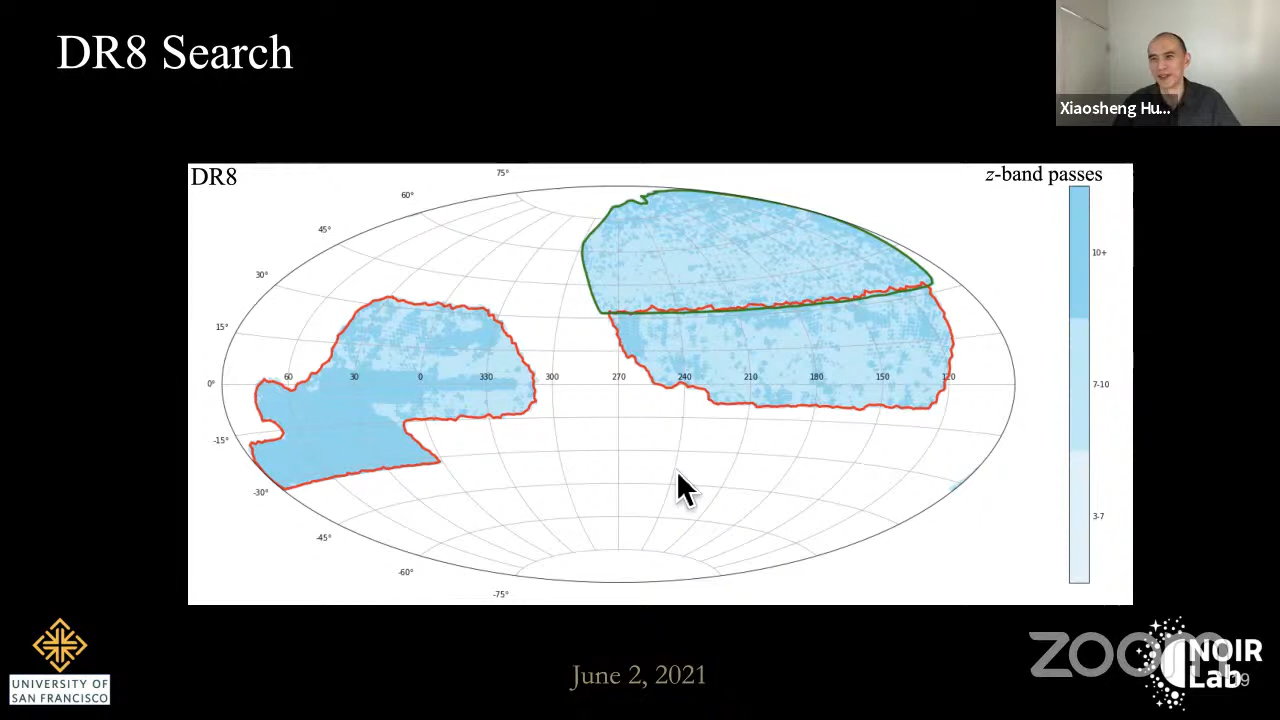 DR8 Search
Xiaosheng Hu...
DR8
z-band passes
75°
60°
45°
30°
15°
0°
-15°
-30°
-45°
-60°
-75°
60
30
0
330
300
270
240
210
180
150
120
10+
7-10
3-7
UNIVERSITY OF
SAN FRANCISCO
June 2, 2021
zoom
NOIR
Lab
19